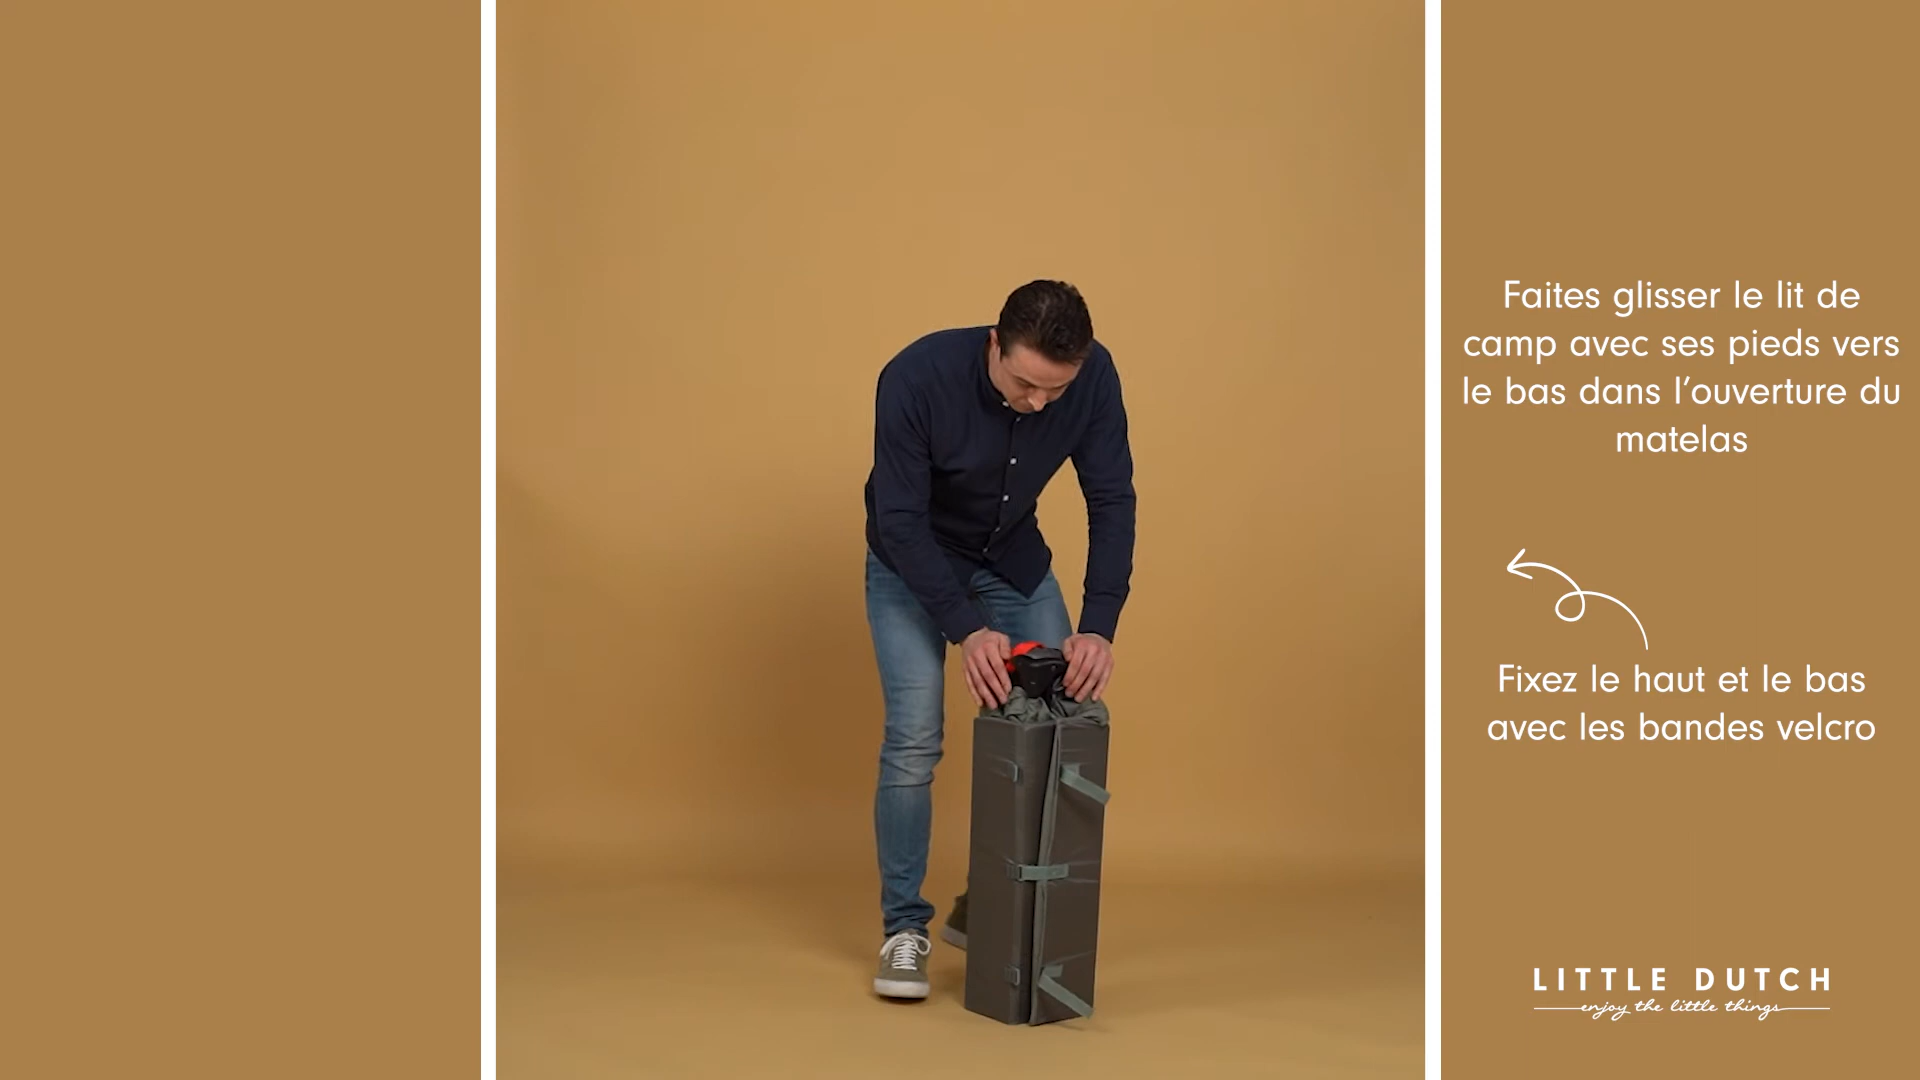 Faites glisser le lit de
camp avec ses pieds vers
le bas dans l’ouverture du
matelas
Fixez le haut et le bas
avec les bandes velcro
LITTLE DUTCH
enjoy the little things